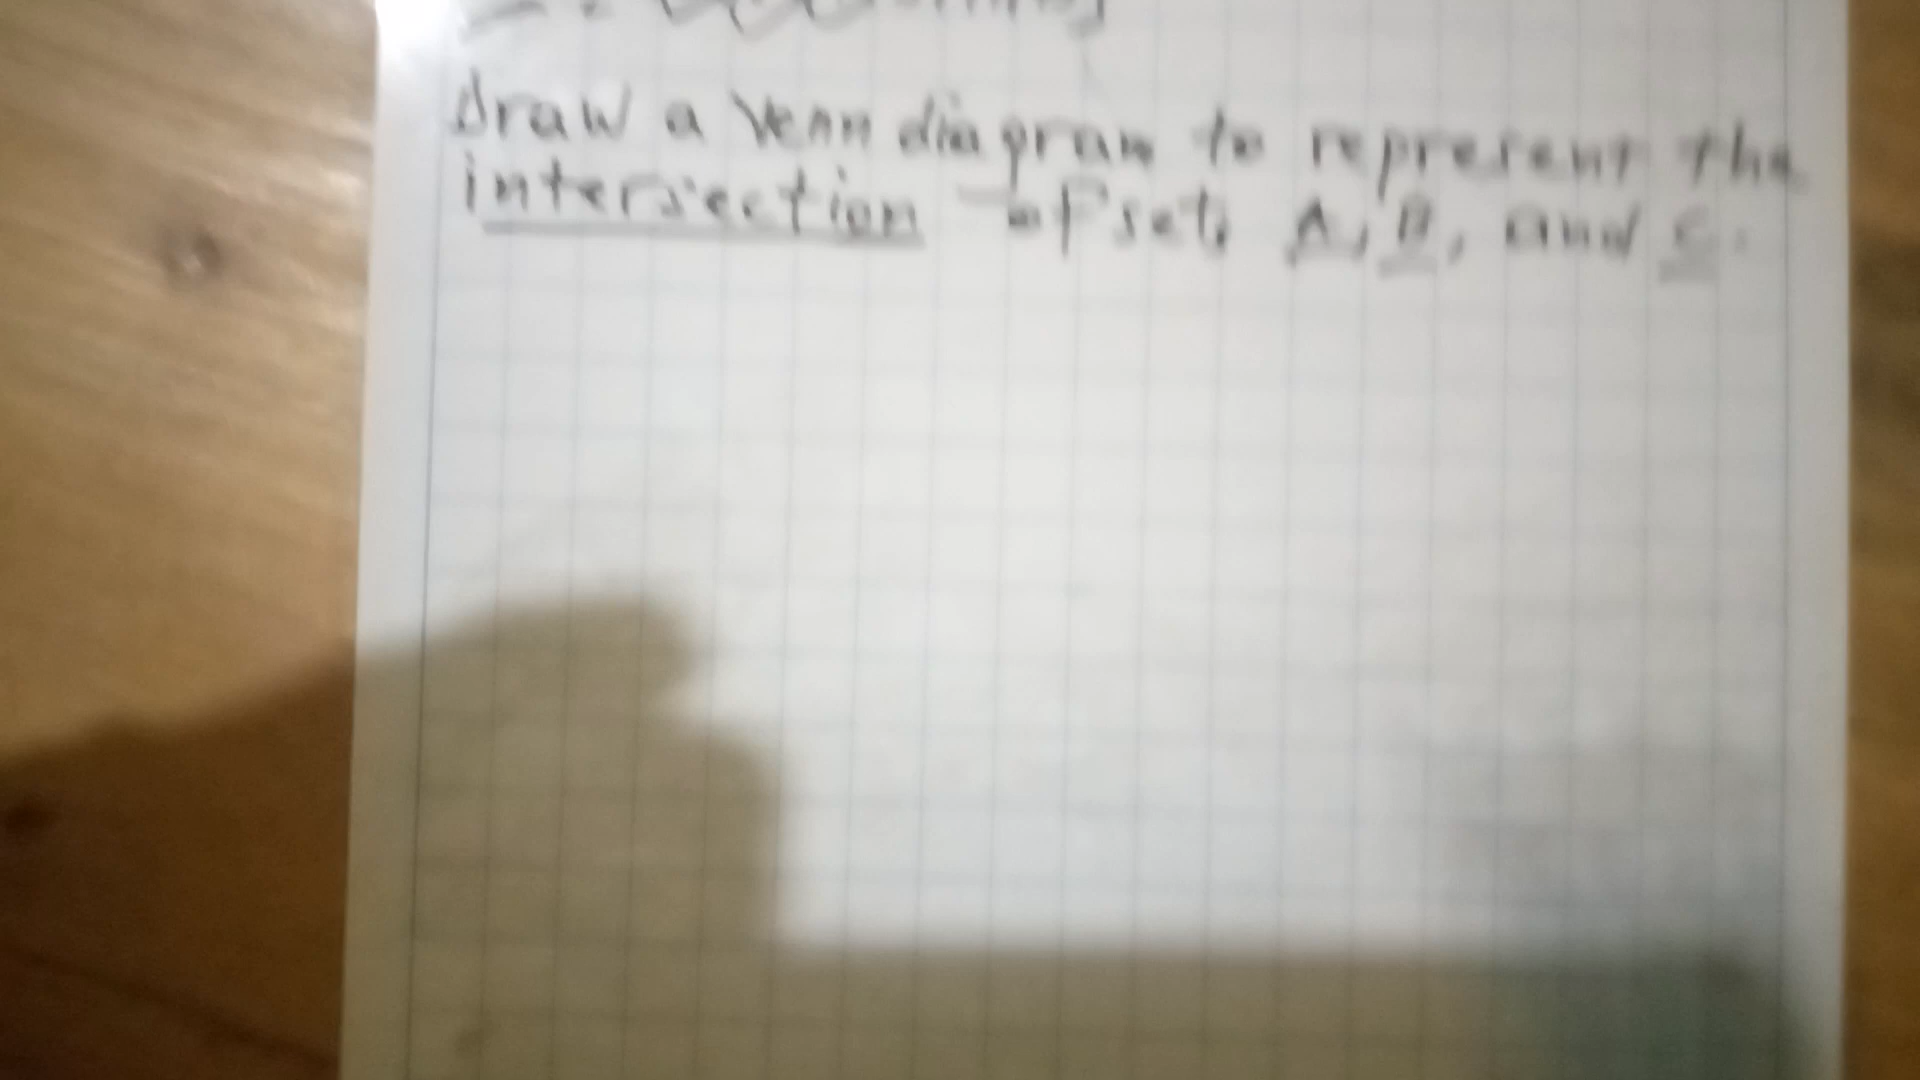 Draw a Venn diagram to represent the
intersection of sets A, B, and C.